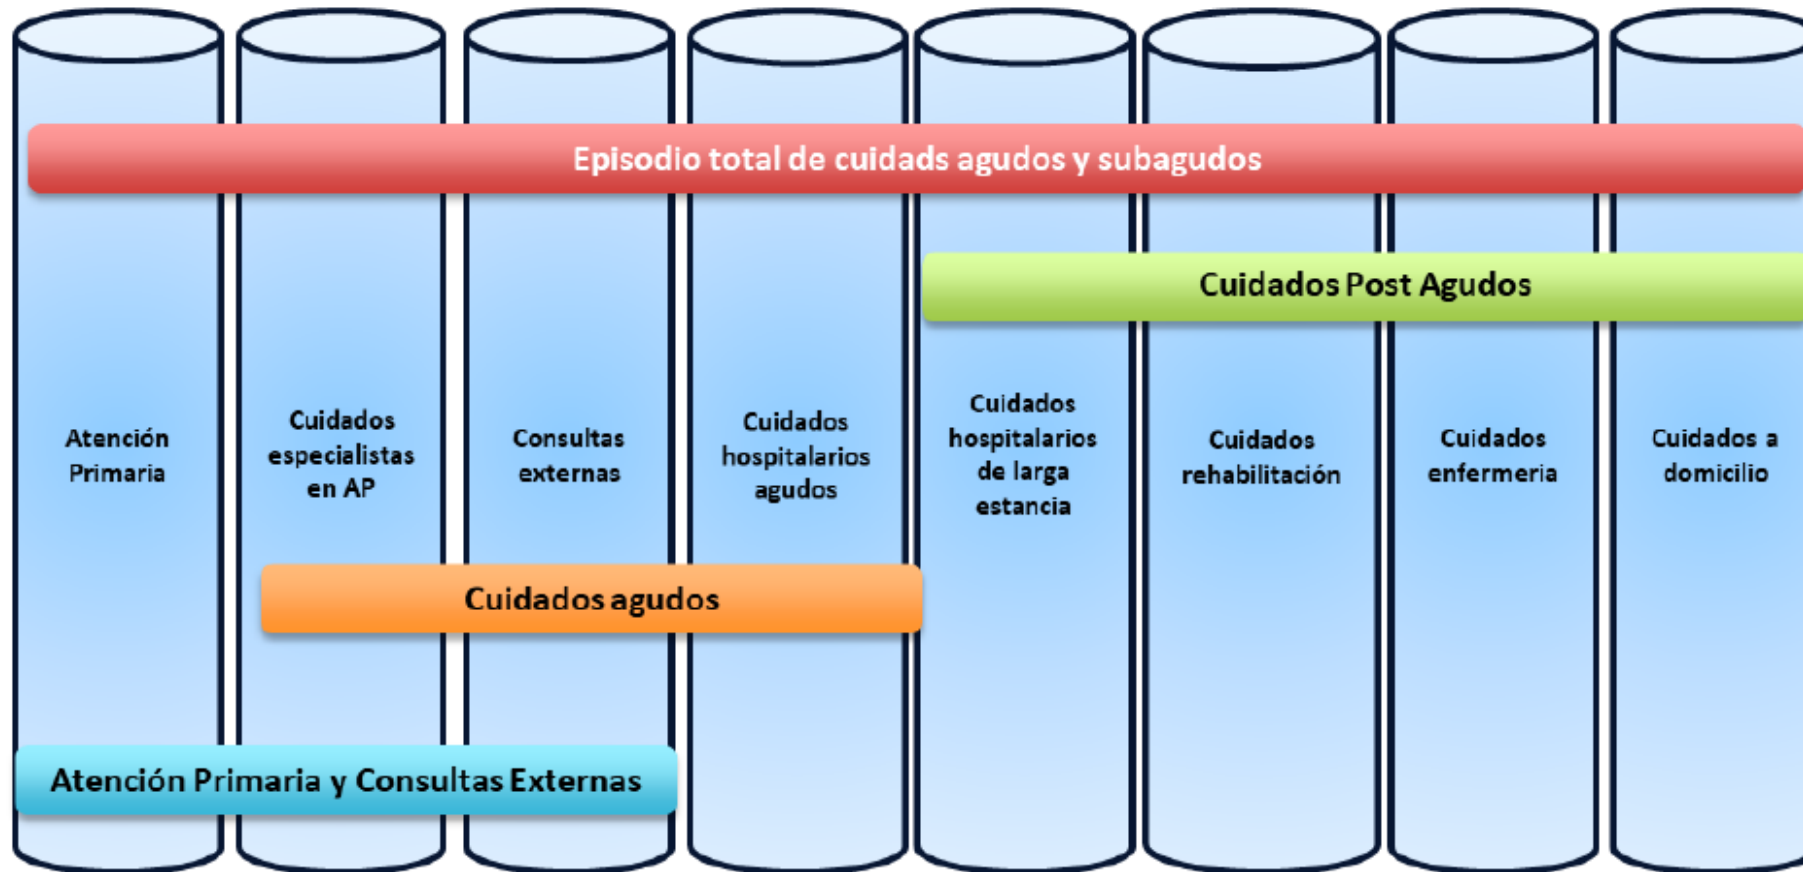 Episodio total de cuidads agudos y subagudos
Cuidados Post Agudos
Atención
Primaria
Cuidados
especialistas
en AP
Consultas
externas
Cuidados
hospitalarios
agudos
Cuidados
hospitalarios
de larga
estancia
Cuidados
rehabilitación
Cuidados
enfermeria
Cuidados a
domicilio
Cuidados agudos
Atención Primaria y Consultas Externas